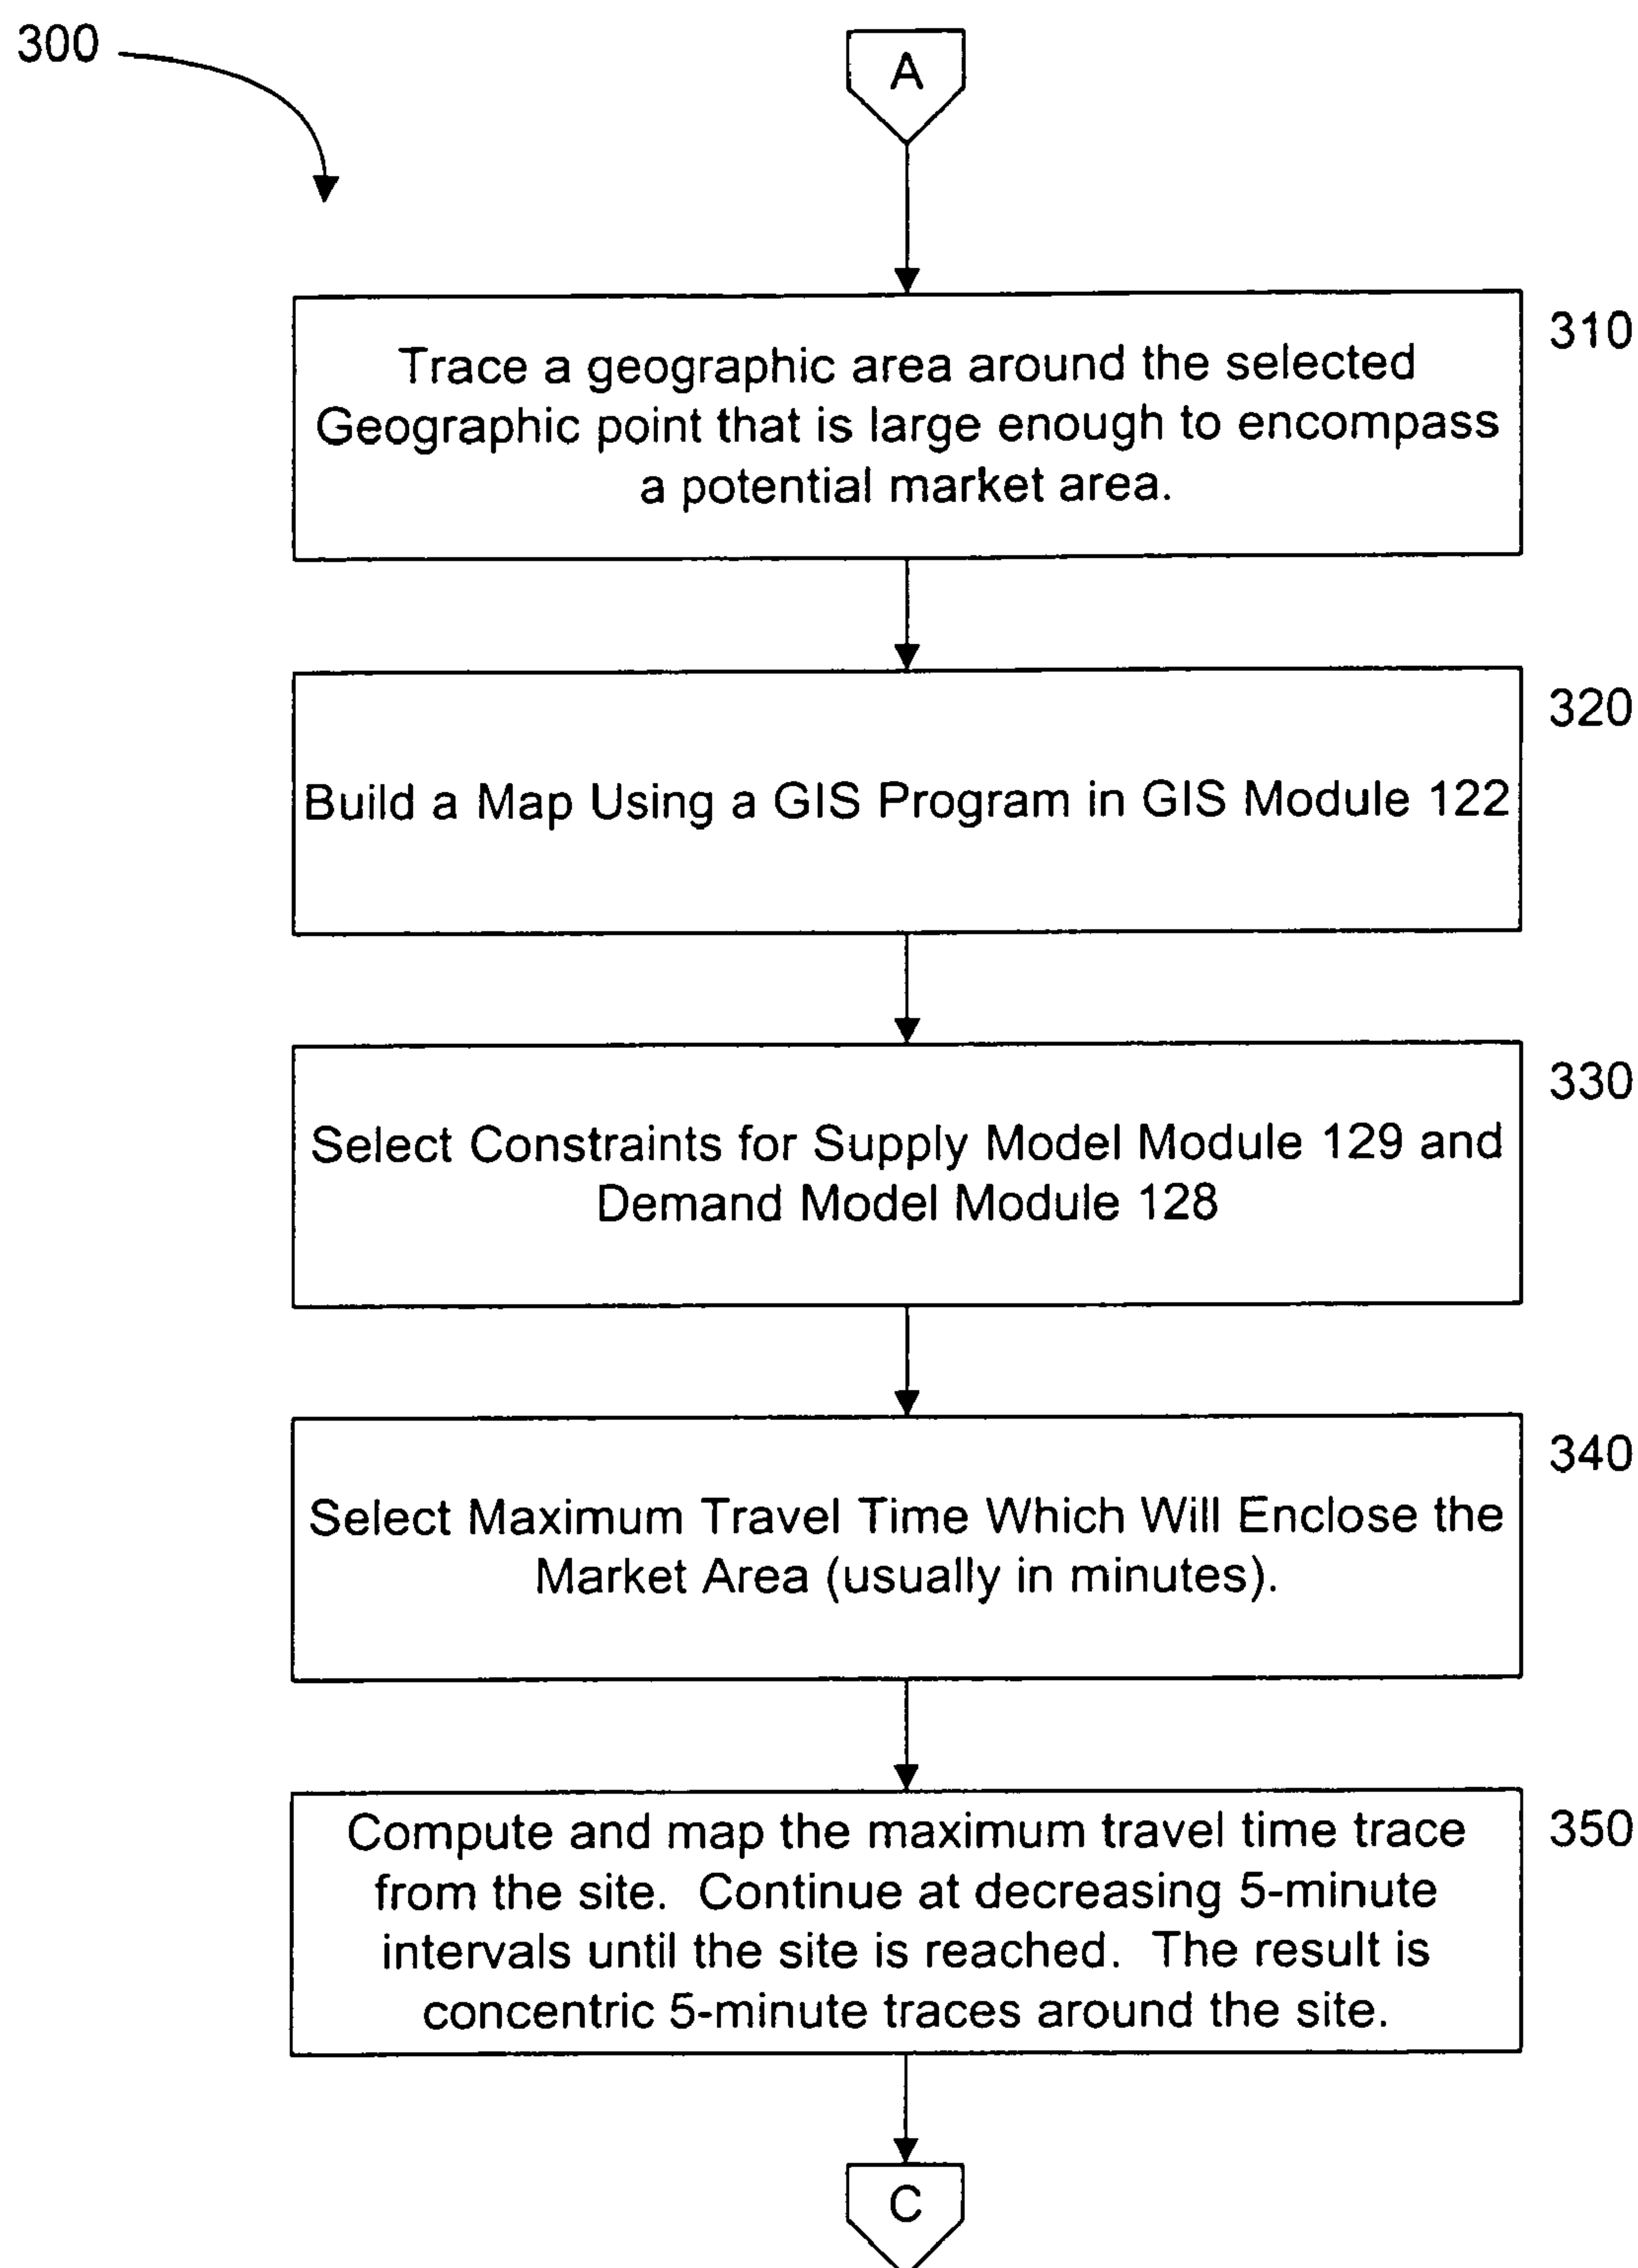 300
A
310
Trace a geographic area around the selected
Geographic point that is large enough to encompass
a potential market area.
320
Build a Map Using a GIS Program in GIS Module 122
330
Select Constraints for Supply Model Module 129 and
Demand Model Module 128
340
Select Maximum Travel Time Which Will Enclose the
Market Area (usually in minutes).
350
Compute and map the maximum travel time trace
from the site.  Continue at decreasing 5-minute
intervals until the site is reached.  The result is
concentric 5-minute traces around the site.
C